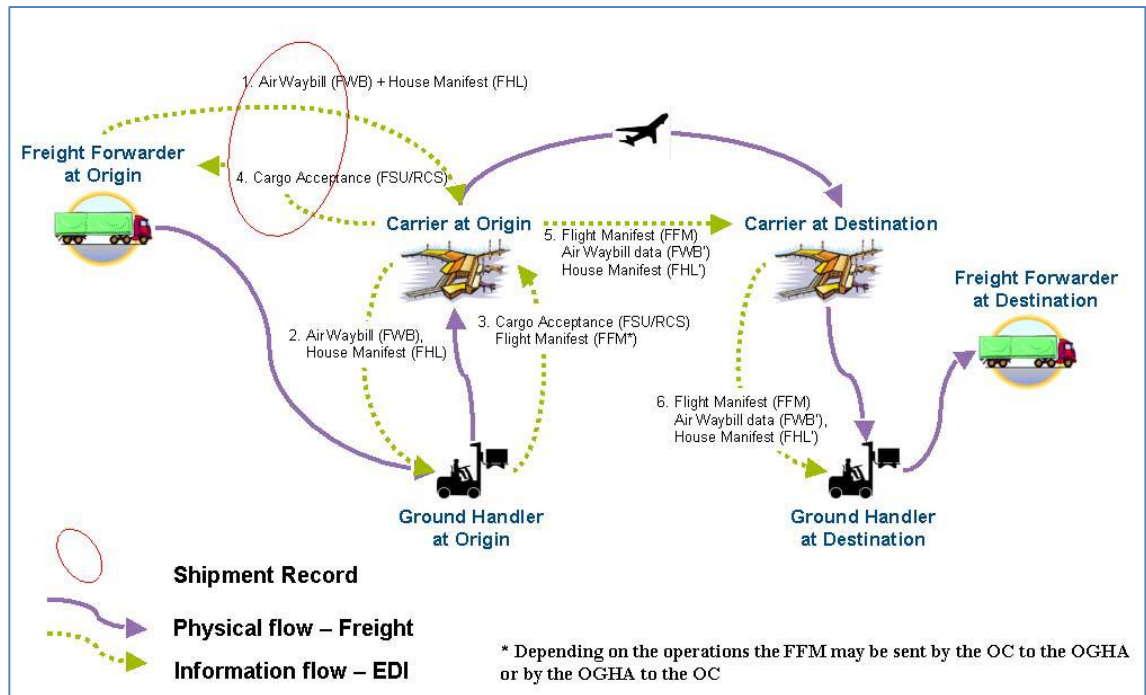 1. Air Waybill (FWB) + House Manifest (FHL)
Freight Forwarder
at Origin
4. Cargo Acceptance (FSU/RCS)
Carrier at Origin
5. Flight Manifest (FFM)
Air Waybill data (FWB')
House Manifest (FHL')
Carrier at Destination
Freight Forwarder
at Destination
2. Air Waybill (FWB),
House Manifest (FHL)
3. Cargo Acceptance (FSU/RCS)
Flight Manifest (FFM*)
6. Flight Manifest (FFM)
Air Waybill data (FWB'),
House Manifest (FHL')
Ground Handler
at Origin
Ground Handler
at Destination
Shipment Record
Physical flow – Freight
Information flow – EDI
* Depending on the operations the FFM may be sent by the OC to the OGHA
or by the OGHA to the OC